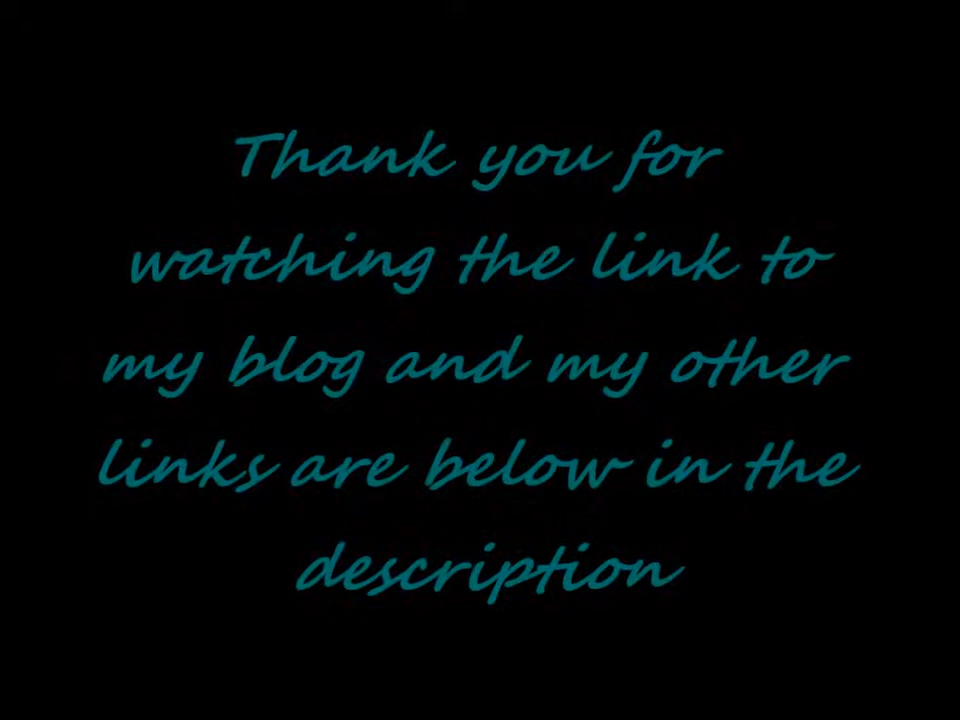 Thank you for
watching the link to
my blog and my other
links are below in the
description